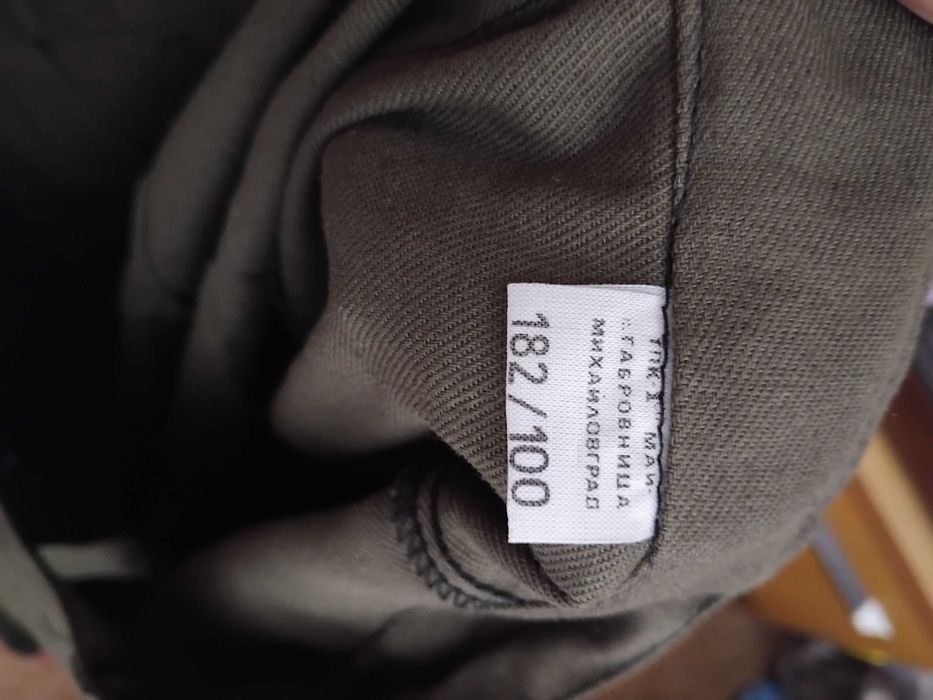 ТПК-1 МАЙ-
с. ГАБРОВНИЦА
МИХАЙЛОВГРАД
182/100